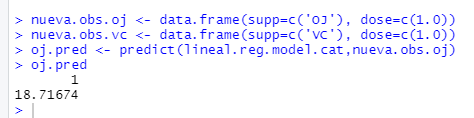 > nueva.obs.oj <- data.frame(supp=c('OJ'), dose=c(1.0))
> nueva.obs.vc <- data.frame(supp=c('VC'), dose=c(1.0))
> oj.pred <- predict(lineal.reg.model.cat,nueva.obs.oj)
> oj.pred
       1
18.71674
>